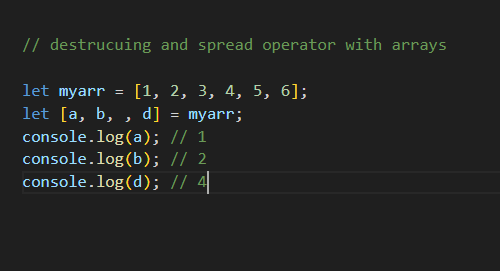 // destrucuing and spread operator with arrays
let myarr = [1, 2, 3, 4, 5, 6];
let [a, b, , d] = myarr;
console.log(a); // 1
console.log(b); // 2
console.log(d); // 4